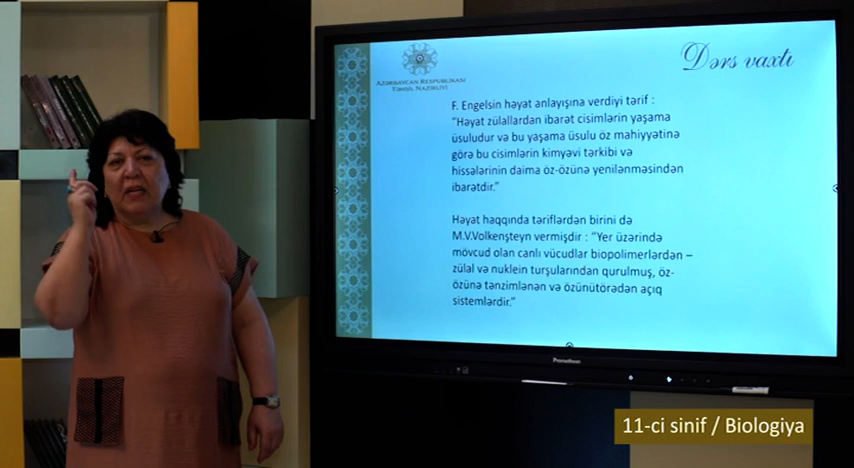 Dərs vaxtı
AZƏRBAYCAN RESPUBLİKASI
TƏHSİL NAZİRLİYİ
F. Engelsin həyat anlayışına verdiyi tərif :
“Həyat zülallardan ibarət cisimlərin yaşama
üsuludur və bu yaşama üsulu öz mahiyyətinə
görə bu cisimlərin kimyəvi tərkibi və
hissələrinin daima öz-özünə yenilənməsindən
ibarətdir.”
Həyat haqqında təriflərdən birini də
M.V.Volkenşteyn vermişdir : “Yer üzərində
mövcud olan canlı vücudlar biopolimerlərdən –
zülal və nuklein turşularından qurulmuş, öz-
özünə tənzimlənən və özünütörədən açıq
sistemlərdir.”
Promethean
11-ci sinif / Biologiya